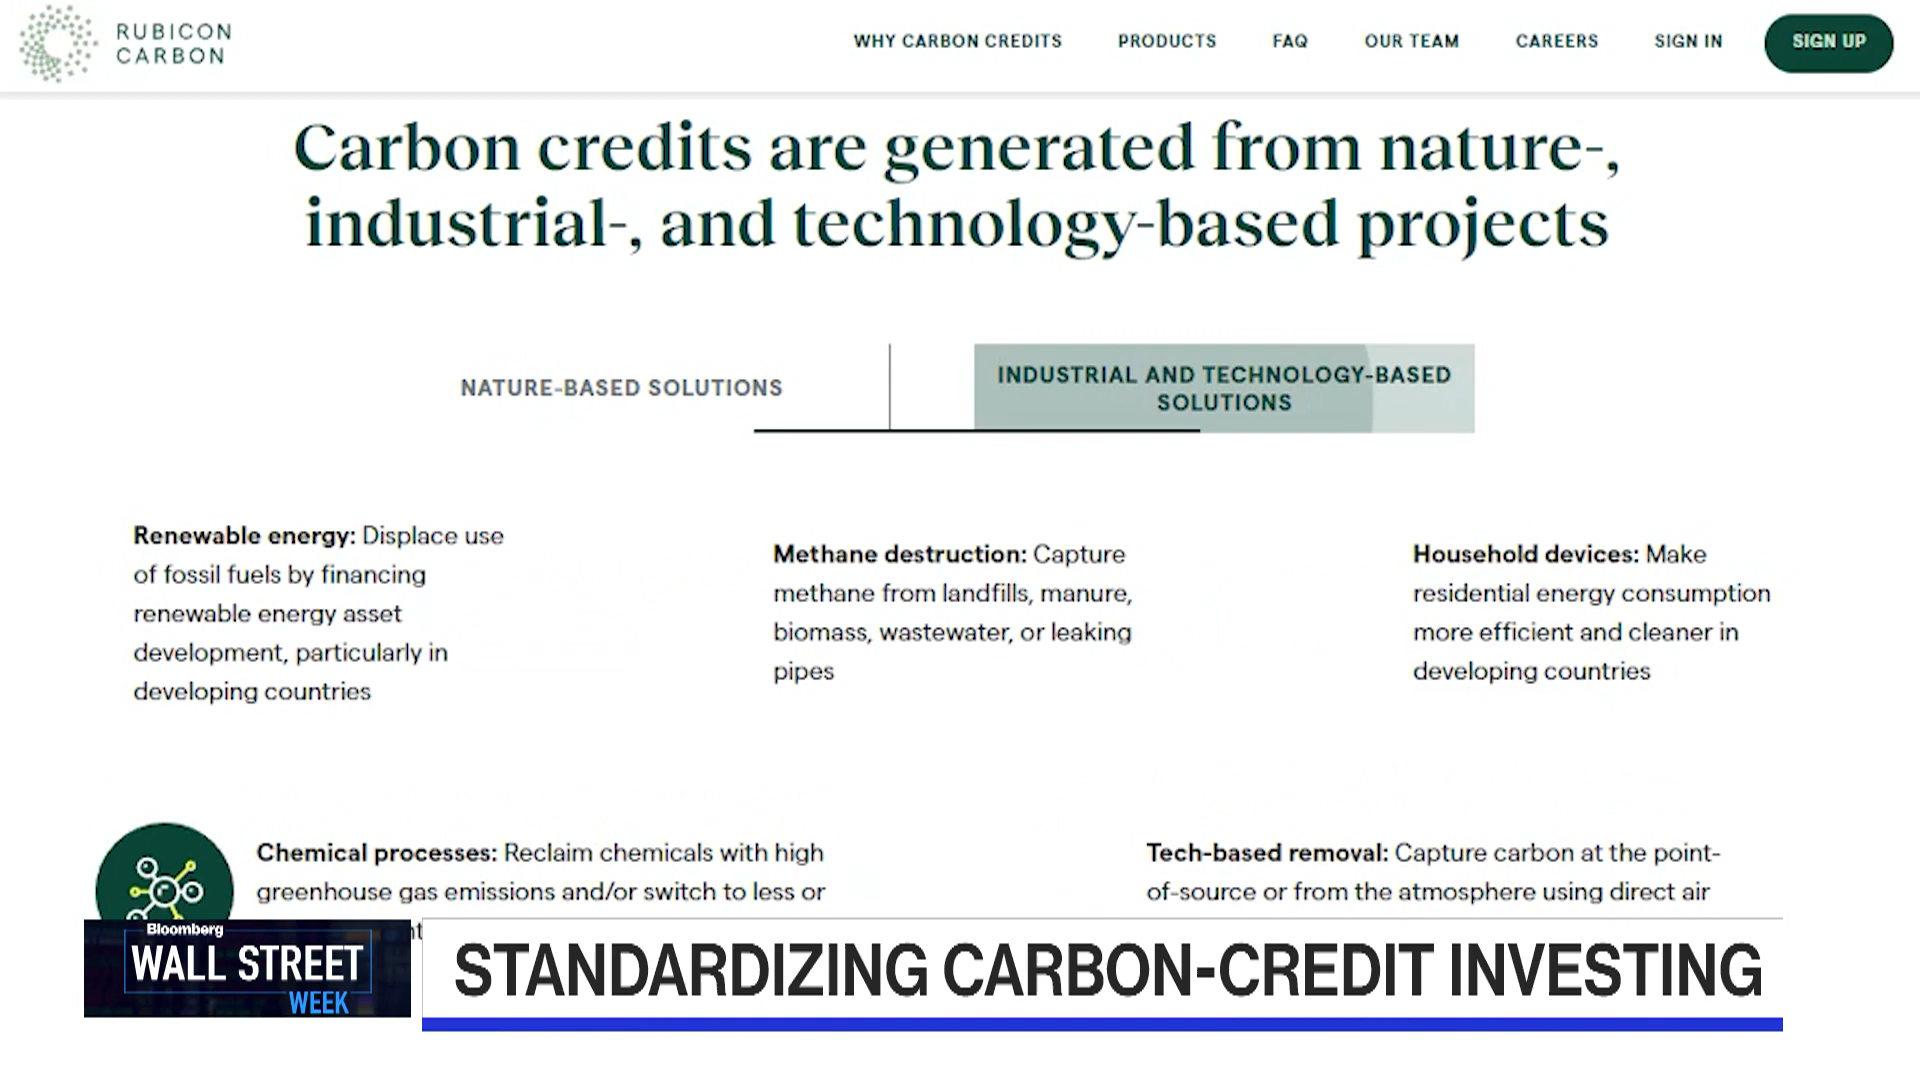 RUBICON
CARBON
WHY CARBON CREDITS PRODUCTS FAQ OUR TEAM CAREERS SIGN IN SIGN UP
Carbon credits are generated from nature-,
industrial-, and technology-based projects
NATURE-BASED SOLUTIONS
INDUSTRIAL AND TECHNOLOGY-BASED
SOLUTIONS
Renewable energy: Displace use
of fossil fuels by financing
renewable energy asset
development, particularly in
developing countries
Methane destruction: Capture
methane from landfills, manure,
biomass, wastewater, or leaking
pipes
Household devices: Make
residential energy consumption
more efficient and cleaner in
developing countries
Chemical processes: Reclaim chemicals with high
greenhouse gas emissions and/or switch to less or
Tech-based removal: Capture carbon at the point-
of-source or from the atmosphere using direct air
Bloomberg
WALL STREET
WEEK
STANDARDIZING CARBON-CREDIT INVESTING